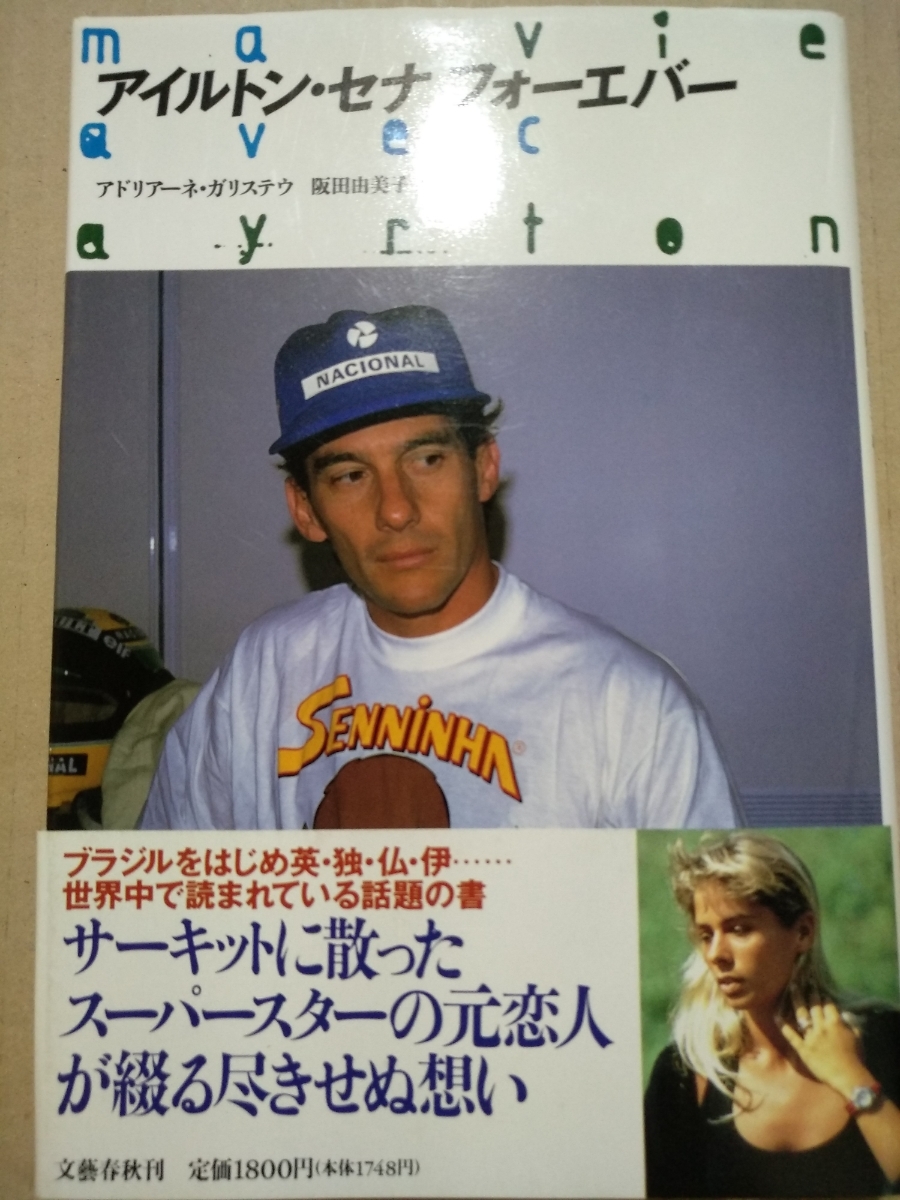 ma vie
アイルトン・セナ フォーエバー
avec
アドリアーネ・ガリステウ 阪田由美子
ayrton
NACIONAL
elf
SENNINHA®
ブラジルをはじめ英・独・仏・伊……
世界中で読まれている話題の書
サーキットに散った
スーパースターの元恋人
が綴る尽きせぬ想い
文藝春秋刊 定価1800円(本体1748円)